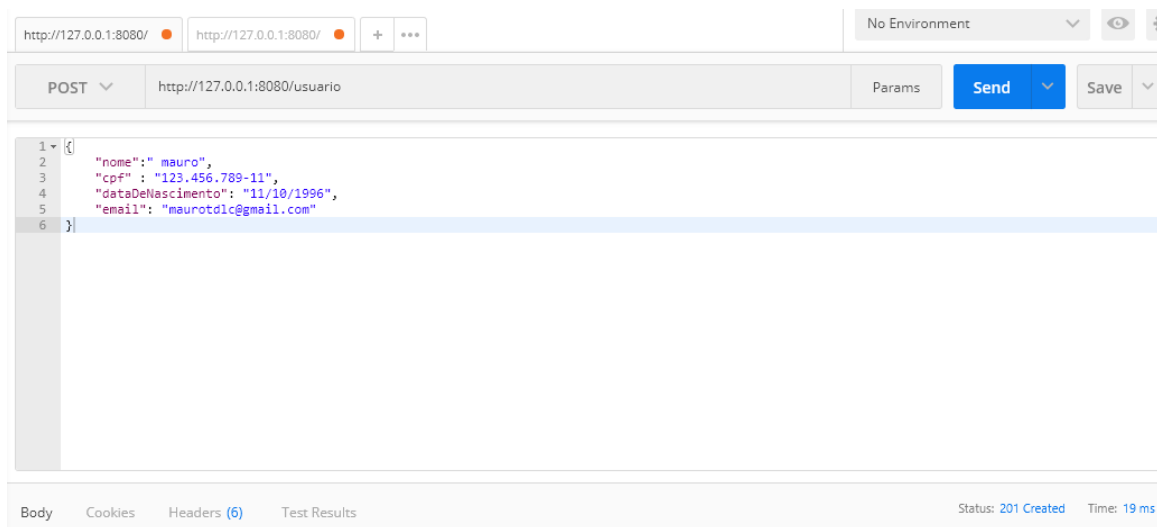 http://127.0.0.1:8080/ http://127.0.0.1:8080/ + ••• No Environment
POST http://127.0.0.1:8080/usuario Params Send Save
1 {
2 "nome":" mauro",
3 "cpf" : "123.456.789-11",
4 "dataDeNascimento": "11/10/1996",
5 "email": "maurotdlc@gmail.com"
6 }
Body Cookies Headers (6) Test Results Status: 201 Created Time: 19 ms